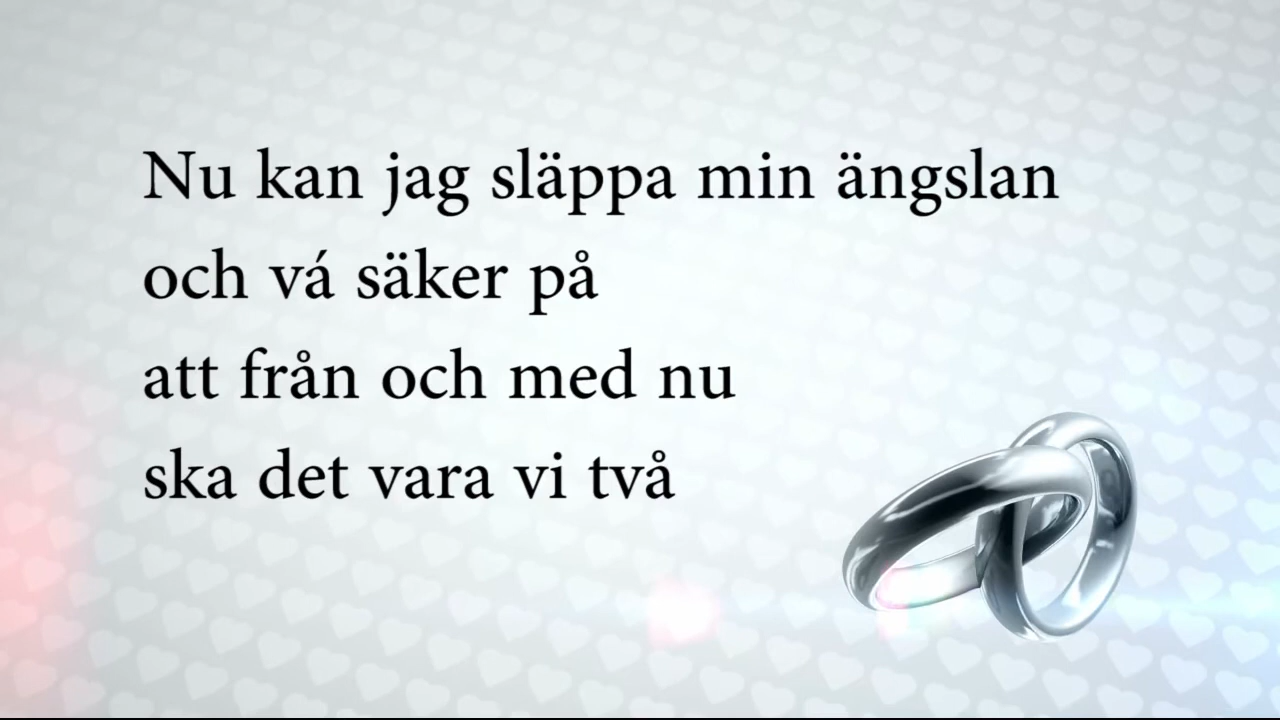 Nu kan jag släppa min ängslan
och vá säker på
att från och med nu
ska det vara vi två